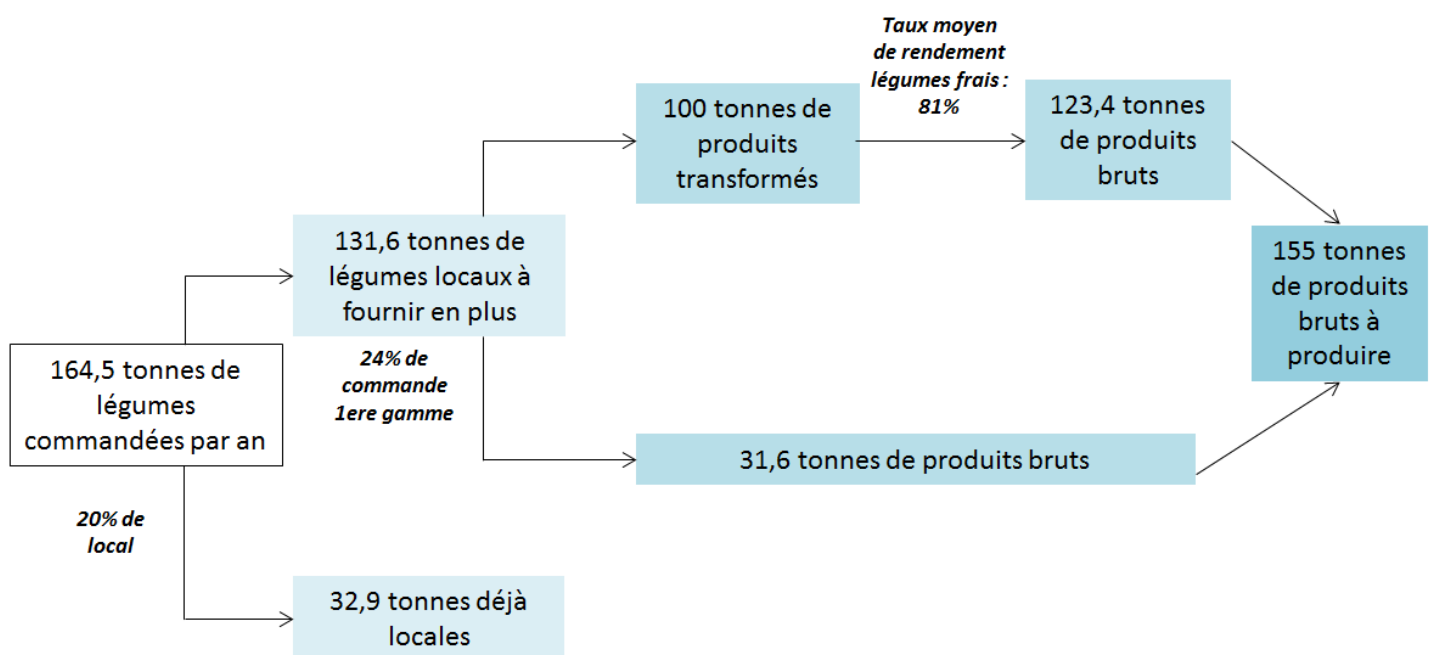 164,5 tonnes de
légumes
commandées par an
20% de
local
131,6 tonnes de
légumes locaux à
fournir en plus
32,9 tonnes déjà
locales
24% de
commande
1ere gamme
100 tonnes de
produits
transformés
31,6 tonnes de produits bruts
Taux moyen
de rendement
légumes frais :
81%
123,4 tonnes
de produits
bruts
155 tonnes
de produits
bruts à
produire